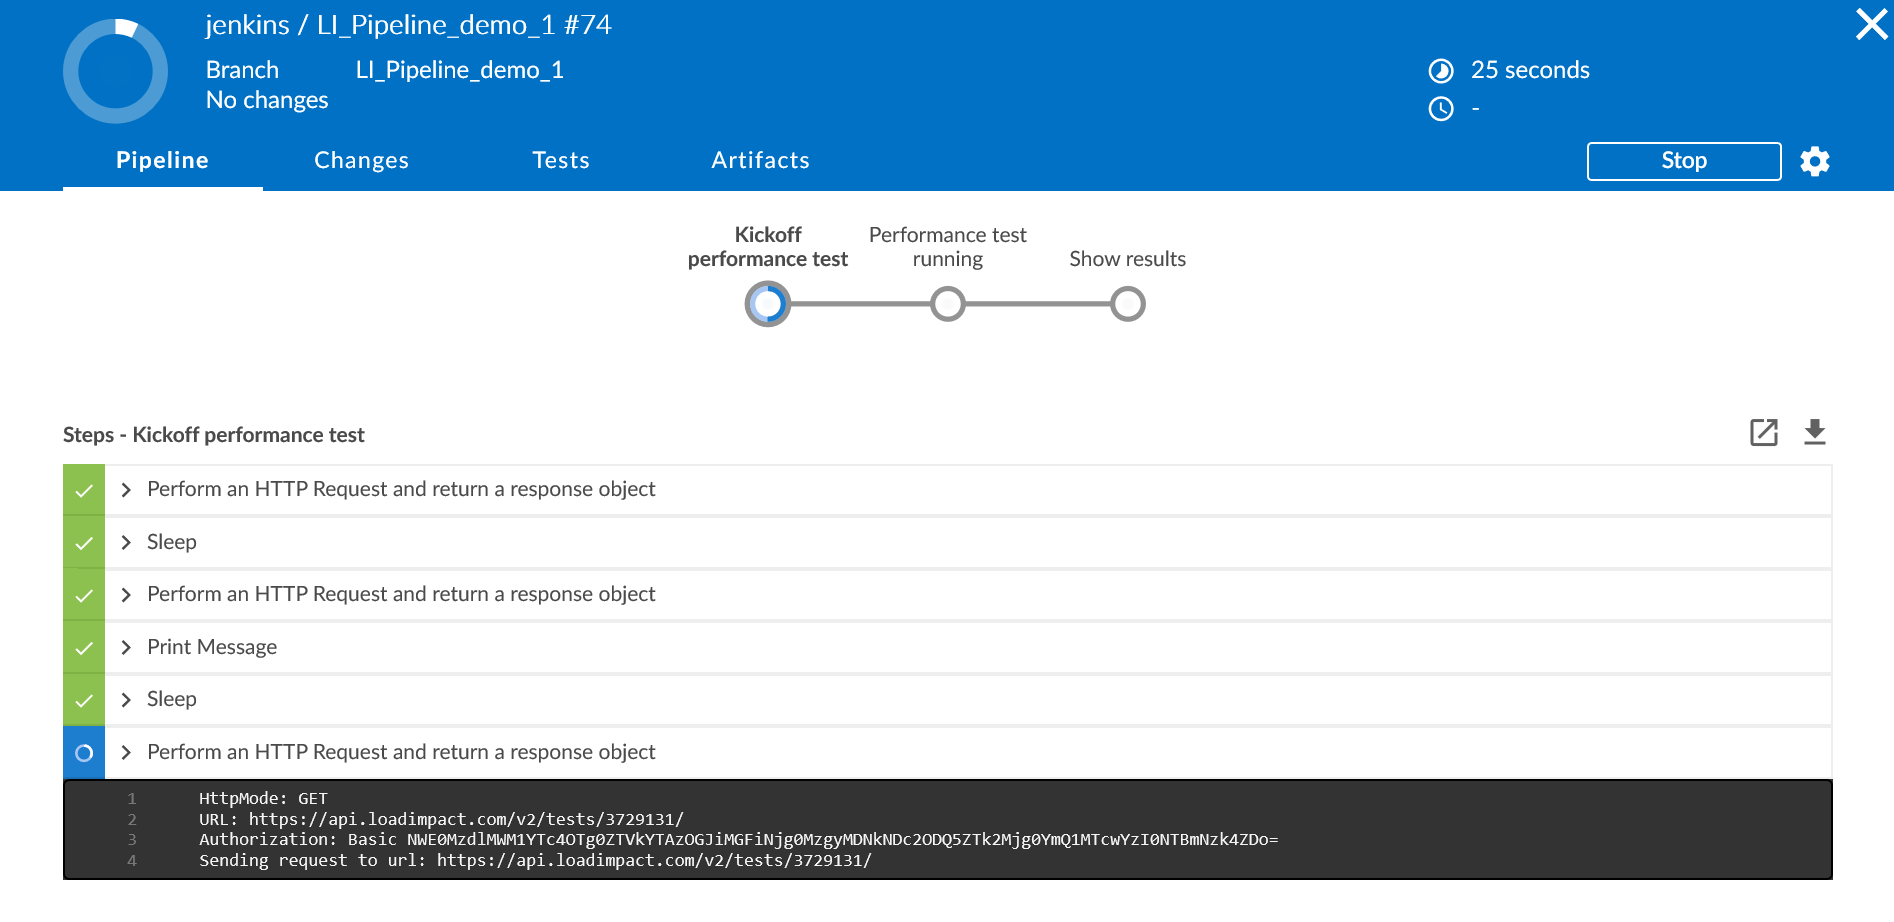 jenkins / LI_Pipeline_demo_1 #74
Branch LI_Pipeline_demo_1
No changes
25 seconds
-
Pipeline Changes Tests Artifacts Stop
Kickoff
performance test
Performance test
running
Show results
Steps - Kickoff performance test
Perform an HTTP Request and return a response object
Sleep
Perform an HTTP Request and return a response object
Print Message
Sleep
Perform an HTTP Request and return a response object
1 HttpMode: GET
2 URL: https://api.loadimpact.com/v2/tests/3729131/
3 Authorization: Basic NWE0MzdlMWM1YTc4OTg0ZTVkYTAzOGJiMGFiNjg0MzgyMDNkNDc2ODQ5ZTk2Mjg0YmQ1MTcwYzI0NTBmNzk4ZDo=
4 Sending request to url: https://api.loadimpact.com/v2/tests/3729131/